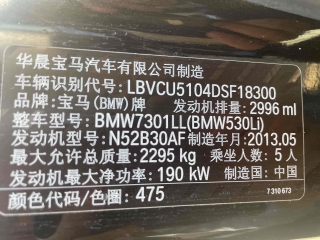 华晨宝马汽车有限公司制造
车辆识别代号: LBVCU5104DSF18300
品牌: 宝马(BMW)牌 发动机排量: 2996 ml
整车型号: BMW7301LL(BMW530Li)
发动机型号: N52B30AF 制造年月: 2013.05
最大允许总质量: 2295 kg 乘坐人数: 5 人
发动机最大净功率: 190 kW 制造国: 中国
颜色代码/色圈: 475 7 310 673